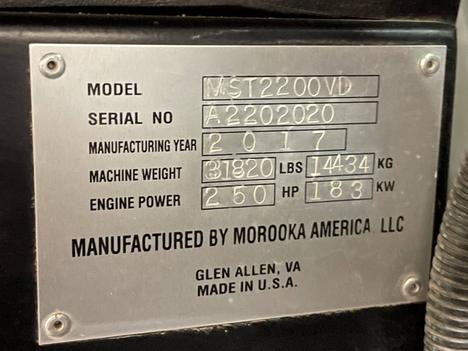 MODEL MST2200VD
SERIAL NO A2202020
MANUFACTURING YEAR 2017
MACHINE WEIGHT 31820 LBS 14434 KG
ENGINE POWER 250 HP 183 KW
MANUFACTURED BY MOROOKA AMERICA, LLC
GLEN ALLEN, VA
MADE IN U.S.A.